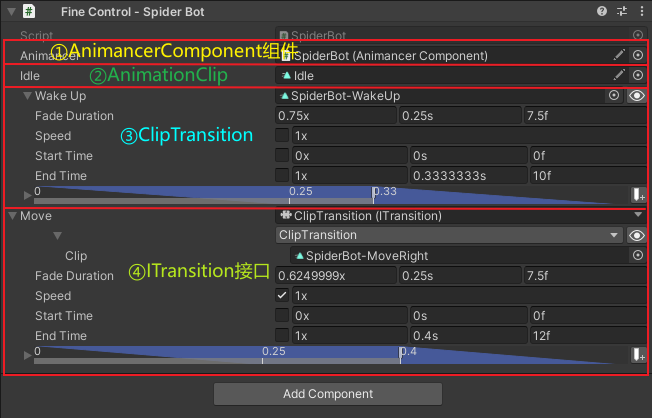 Fine Control - Spider Bot
Script SpiderBot
Animancer SpiderBot (Animancer Component)
①AnimancerComponent组件
Idle Idle
②AnimationClip
Wake Up SpiderBot-WakeUp
Fade Duration 0.75x 0.25s 7.5f
③ClipTransition
Speed 1x
Start Time 0x 0s 0f
End Time 1x 0.3333333s 10f
0 0.25 0.33
Move ClipTransition (ITransition)
ClipTransition
Clip SpiderBot-MoveRight
④ITransition接口
Fade Duration 0.6249999x 0.25s 7.5f
Speed 1x
Start Time 0x 0s 0f
End Time 1x 0.4s 12f
0 0.25 0.4
Add Component